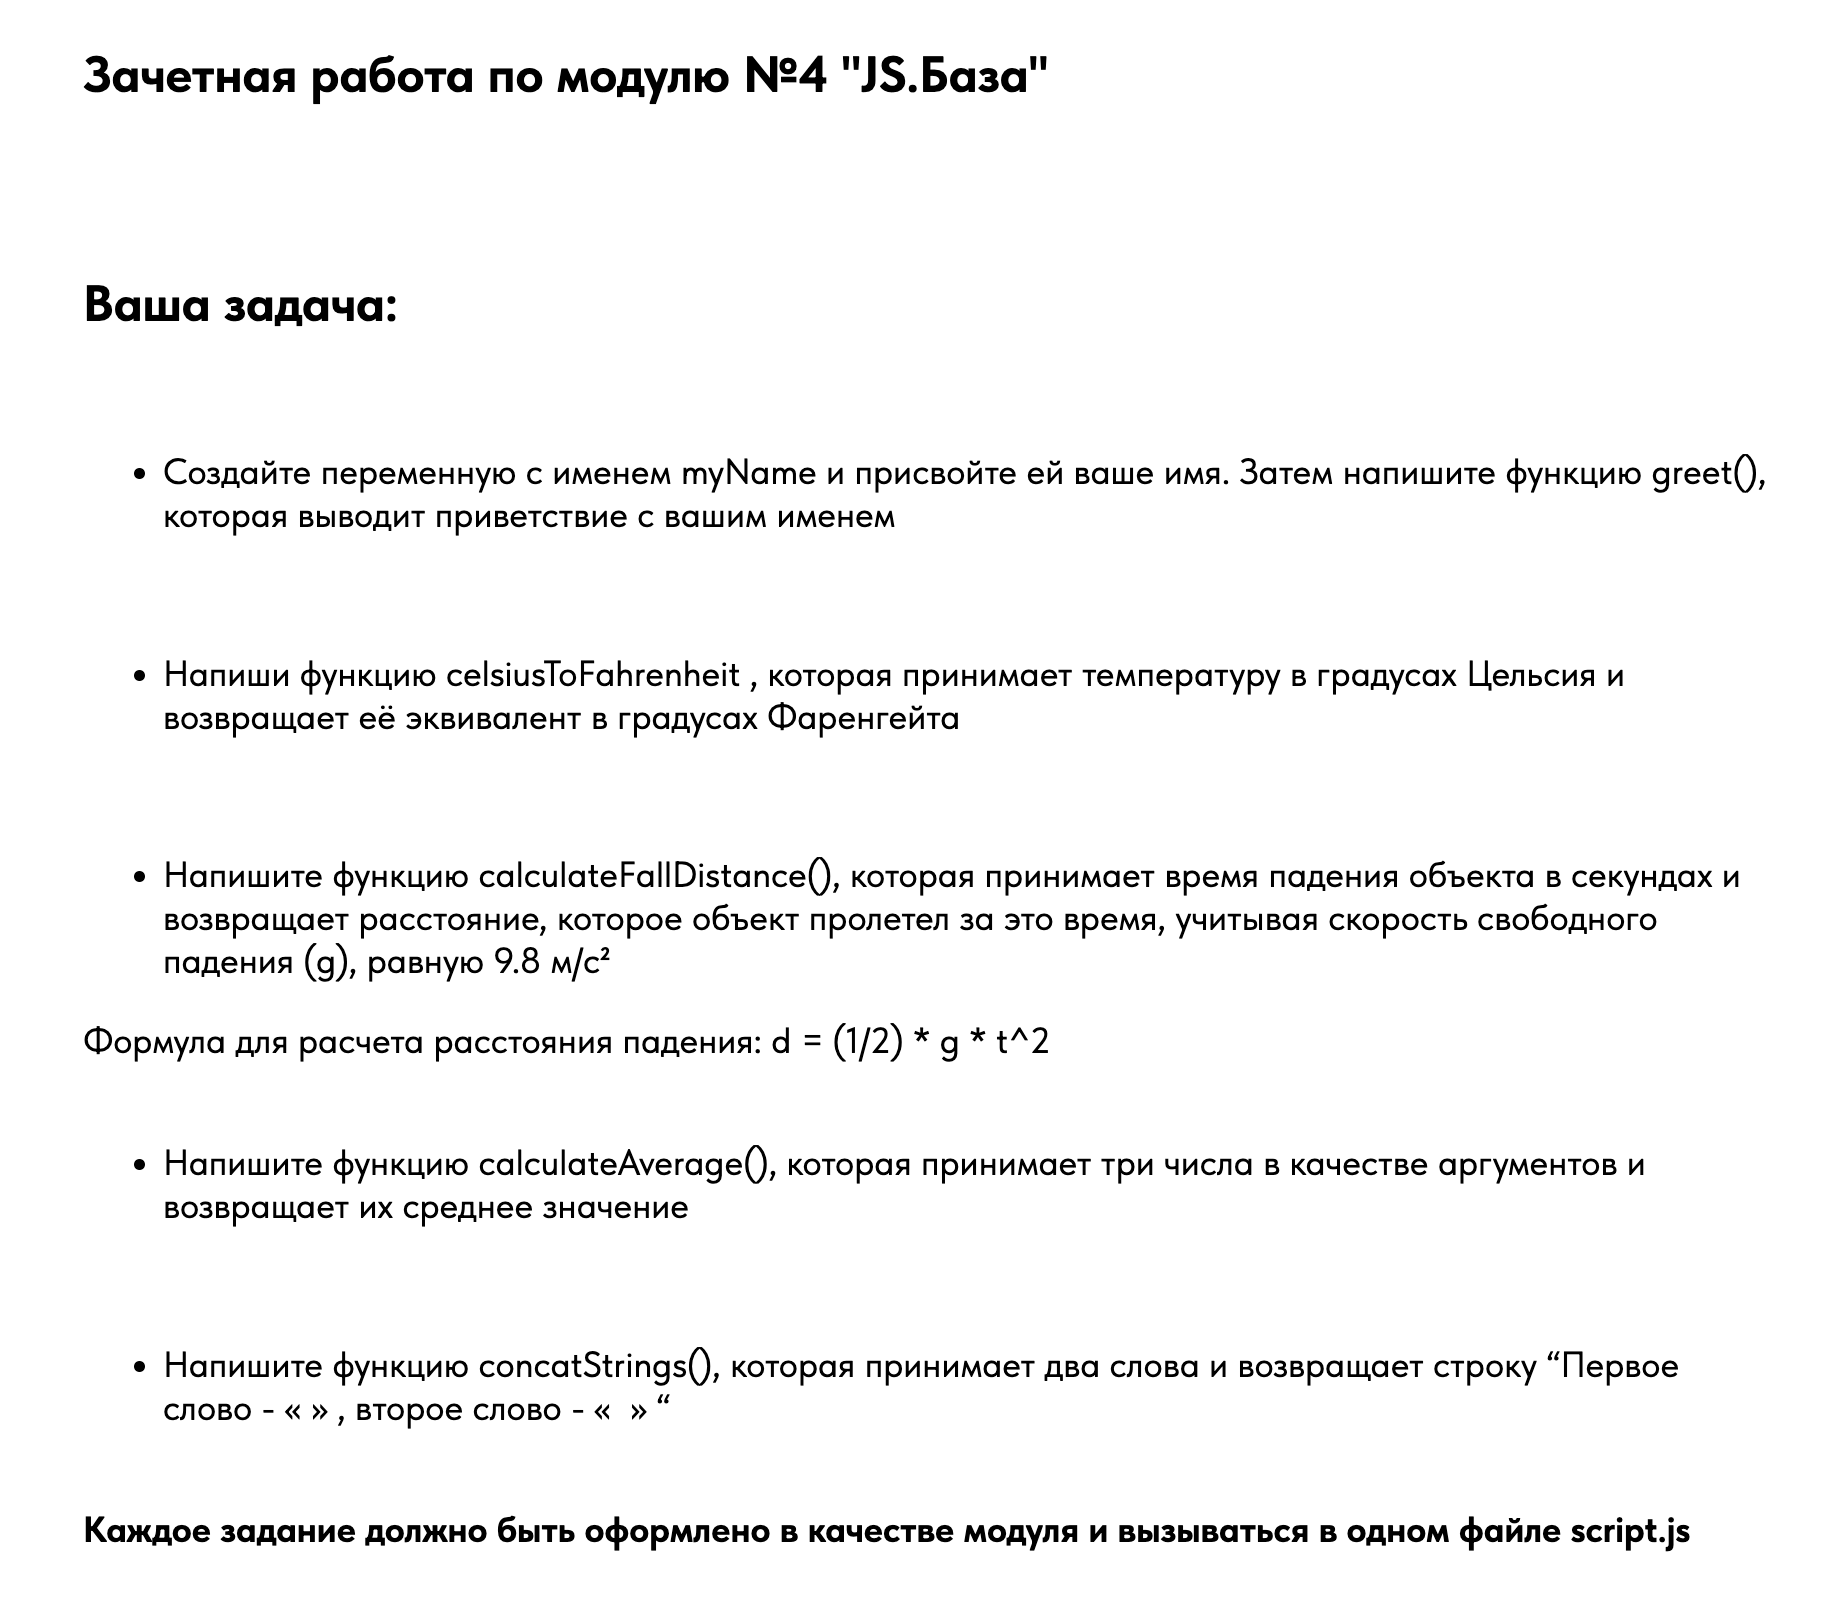 Зачетная работа по модулю №4 "JS.База"
Ваша задача:
• Создайте переменную с именем myName и присвойте ей ваше имя. Затем напишите функцию greet(),
которая выводит приветствие с вашим именем
• Напиши функцию celsiusToFahrenheit , которая принимает температуру в градусах Цельсия и
возвращает её эквивалент в градусах Фаренгейта
• Напишите функцию calculateFallDistance(), которая принимает время падения объекта в секундах и
возвращает расстояние, которое объект пролетел за это время, учитывая скорость свободного
падения (g), равную 9.8 м/с²
Формула для расчета расстояния падения: d = (1/2) * g * t^2
• Напишите функцию calculateAverage(), которая принимает три числа в качестве аргументов и
возвращает их среднее значение
• Напишите функцию concatStrings(), которая принимает два слова и возвращает строку “Первое
слово - « » , второе слово - «  » “
Каждое задание должно быть оформлено в качестве модуля и вызываться в одном файле script.js